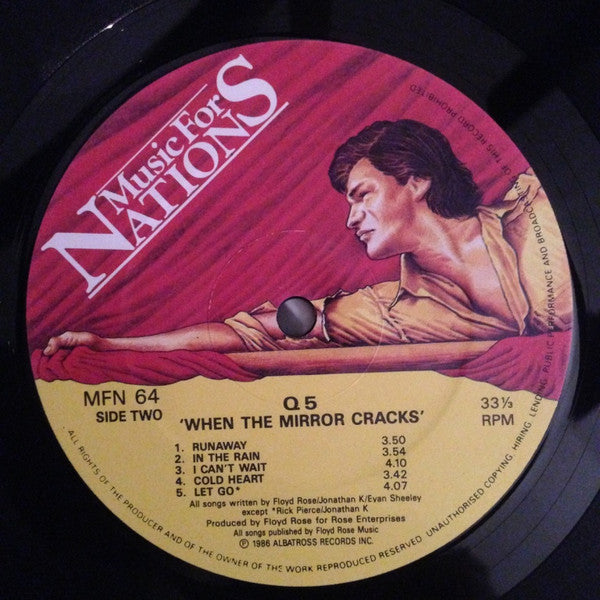 Music For
NATIONS
MFN 64
SIDE TWO
Q5
'WHEN THE MIRROR CRACKS'
33⅓
RPM
1. RUNAWAY 3.50
2. IN THE RAIN 3.54
3. I CAN'T WAIT 4.10
4. COLD HEART 3.42
5. LET GO* 4.07
All songs written by Floyd Rose/Jonathan K/Evan Sheeley
except *Rick Pierce/Jonathan K
Produced by Floyd Rose for Rose Enterprises
All songs published by Floyd Rose Music
℗ 1986 ALBATROSS RECORDS INC.
ALL RIGHTS OF THE PRODUCER AND OF THE OWNER OF THE WORK REPRODUCED RESERVED. UNAUTHORISED COPYING, HIRING, LENDING, PUBLIC PERFORMANCE AND BROADCASTING OF THIS RECORD PROHIBITED